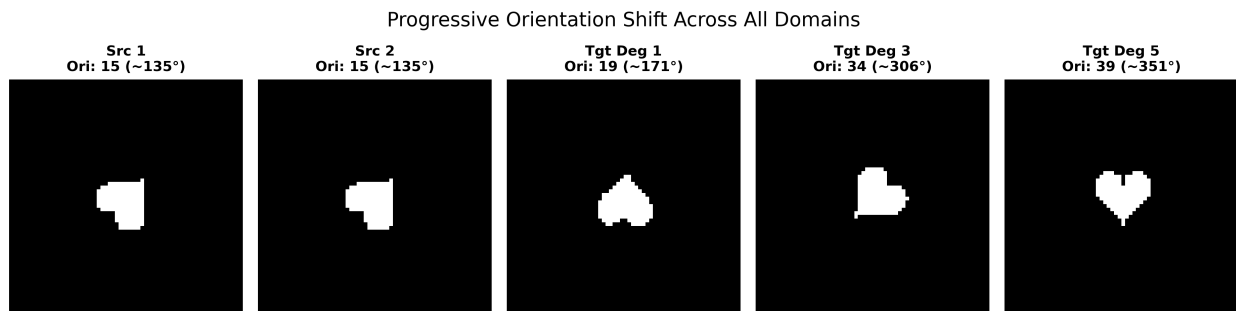 Progressive Orientation Shift Across All Domains
Src 1
Ori: 15 (~135°)
Src 2
Ori: 15 (~135°)
Tgt Deg 1
Ori: 19 (~171°)
Tgt Deg 3
Ori: 34 (~306°)
Tgt Deg 5
Ori: 39 (~351°)